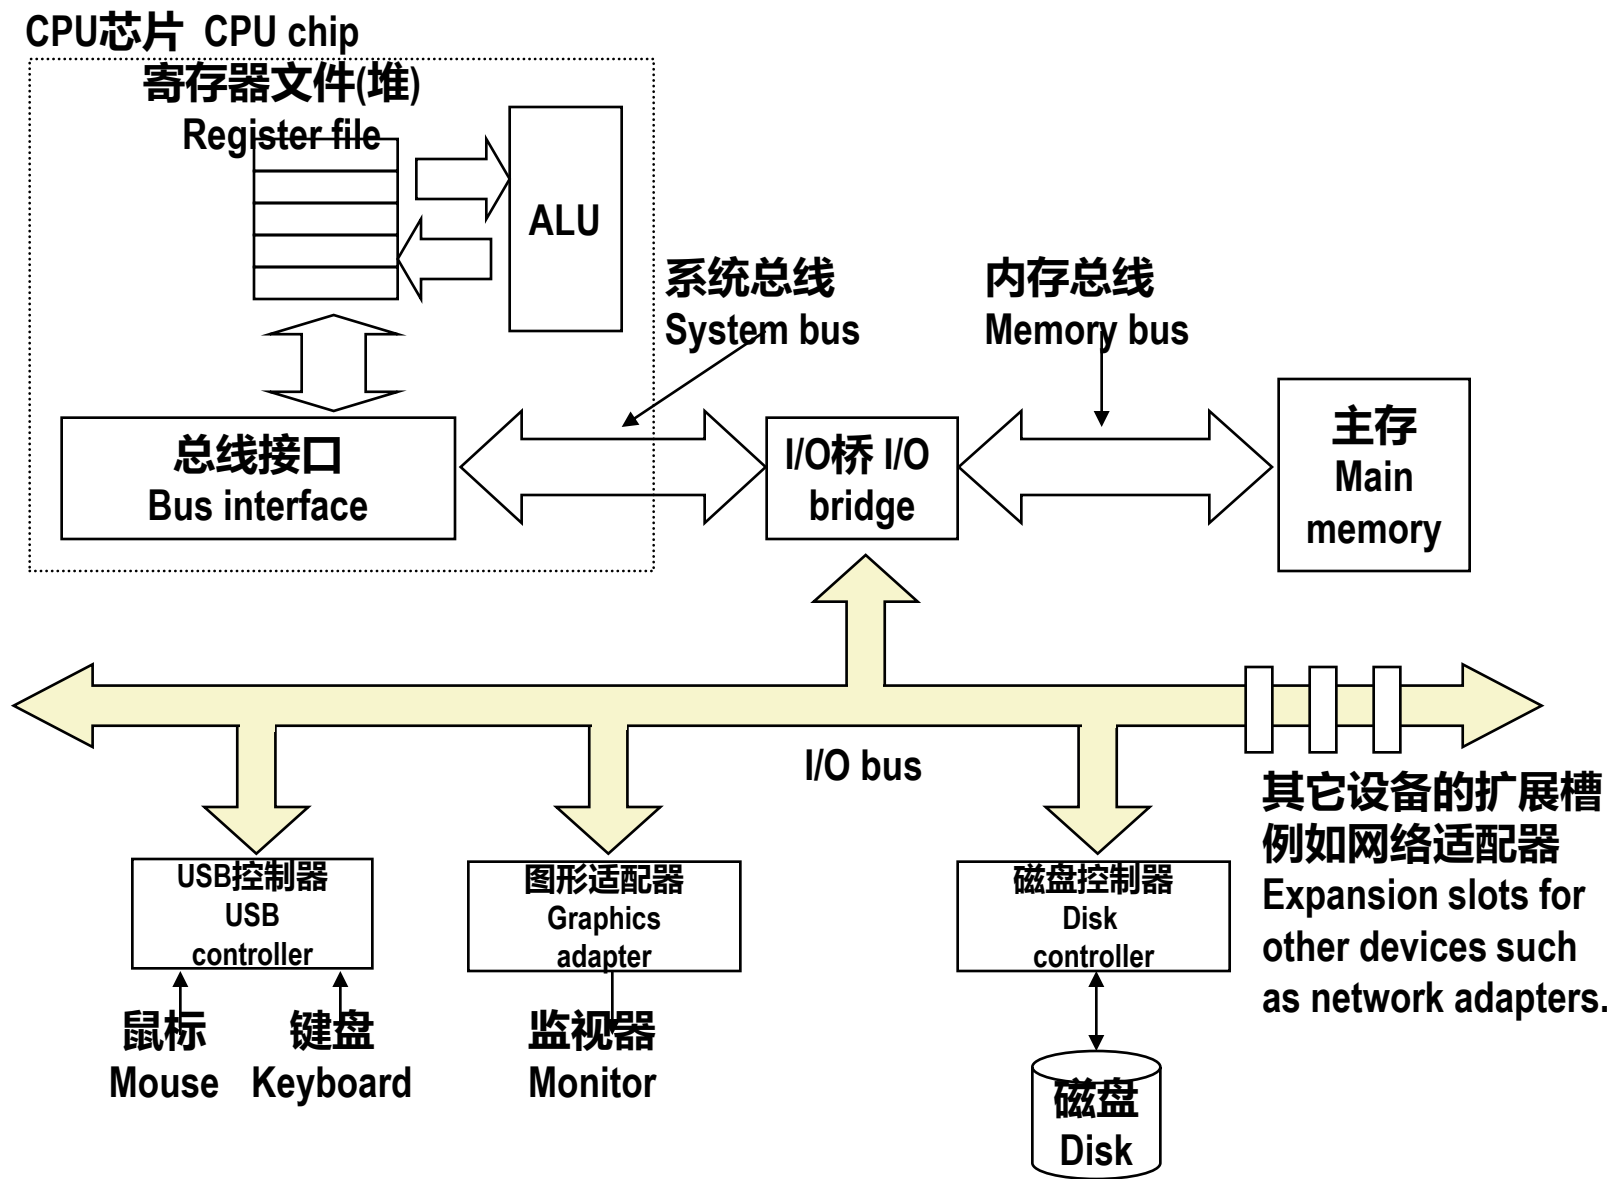 CPU芯片 CPU chip
寄存器文件(堆)
Register file
ALU
系统总线
System bus
内存总线
Memory bus
总线接口
Bus interface
I/O桥 I/O
bridge
主存
Main
memory
I/O bus
其它设备的扩展槽
例如网络适配器
Expansion slots for
other devices such
as network adapters.
USB控制器
USB
controller
图形适配器
Graphics
adapter
磁盘控制器
Disk
controller
鼠标
Mouse
键盘
Keyboard
监视器
Monitor
磁盘
Disk